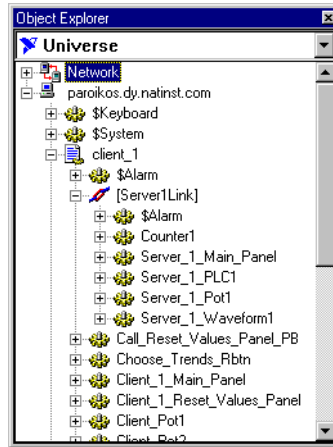 Object Explorer
Universe
Network
paroikos.dy.natinst.com
$Keyboard
$System
client_1
$Alarm
[Server1Link]
$Alarm
Counter1
Server_1_Main_Panel
Server_1_PLC1
Server_1_Pot1
Server_1_Waveform1
Call_Reset_Values_Panel_PB
Choose_Trends_Rbtn
Client_1_Main_Panel
Client_1_Reset_Values_Panel
Client_Pot1
Client_Pot2